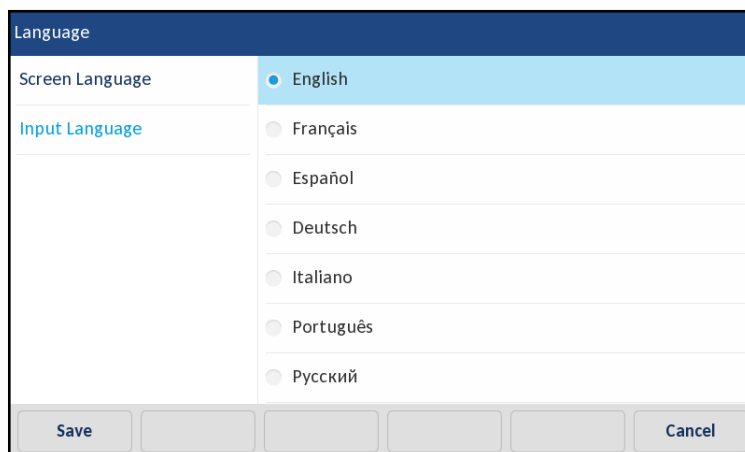 Language
Screen Language
Input Language
English
Français
Español
Deutsch
Italiano
Português
Русский
Save
Cancel